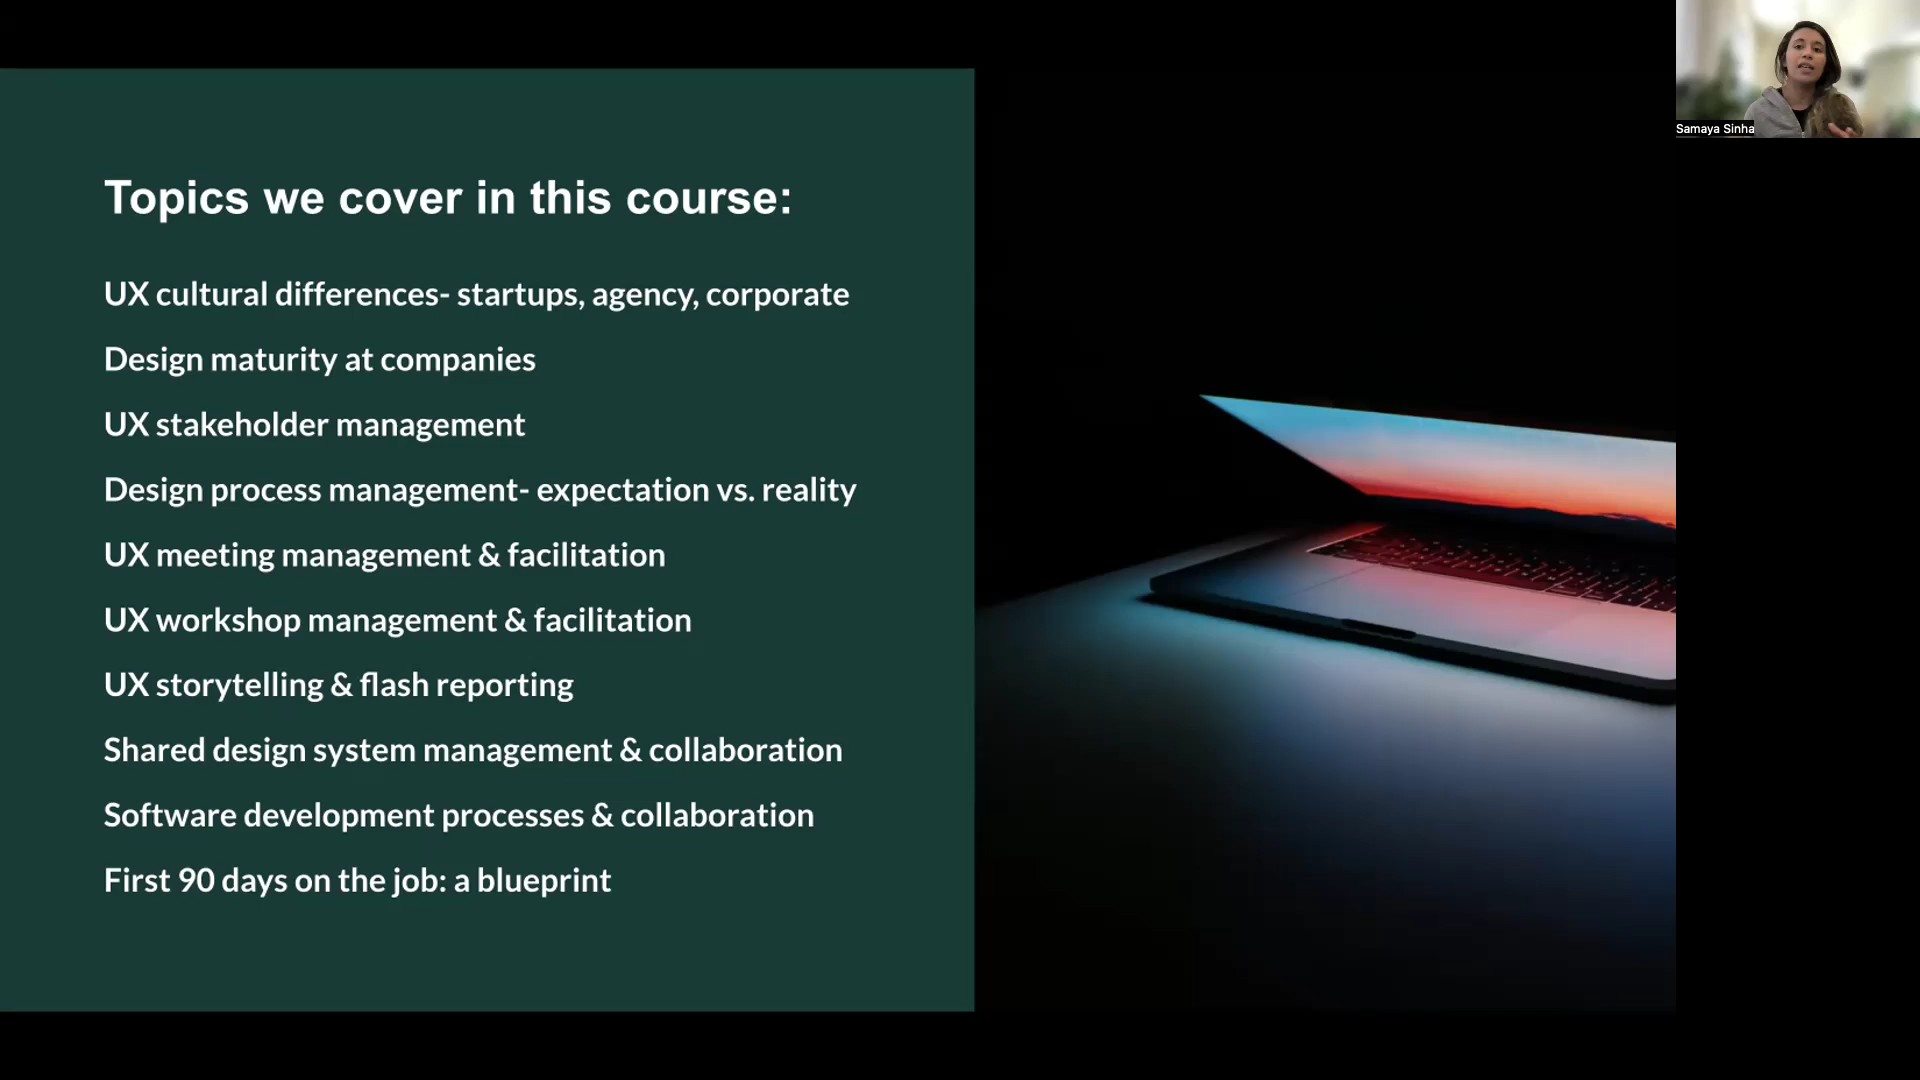 Topics we cover in this course:
UX cultural differences- startups, agency, corporate
Design maturity at companies
UX stakeholder management
Design process management- expectation vs. reality
UX meeting management & facilitation
UX workshop management & facilitation
UX storytelling & flash reporting
Shared design system management & collaboration
Software development processes & collaboration
First 90 days on the job: a blueprint
Samaya Sinha